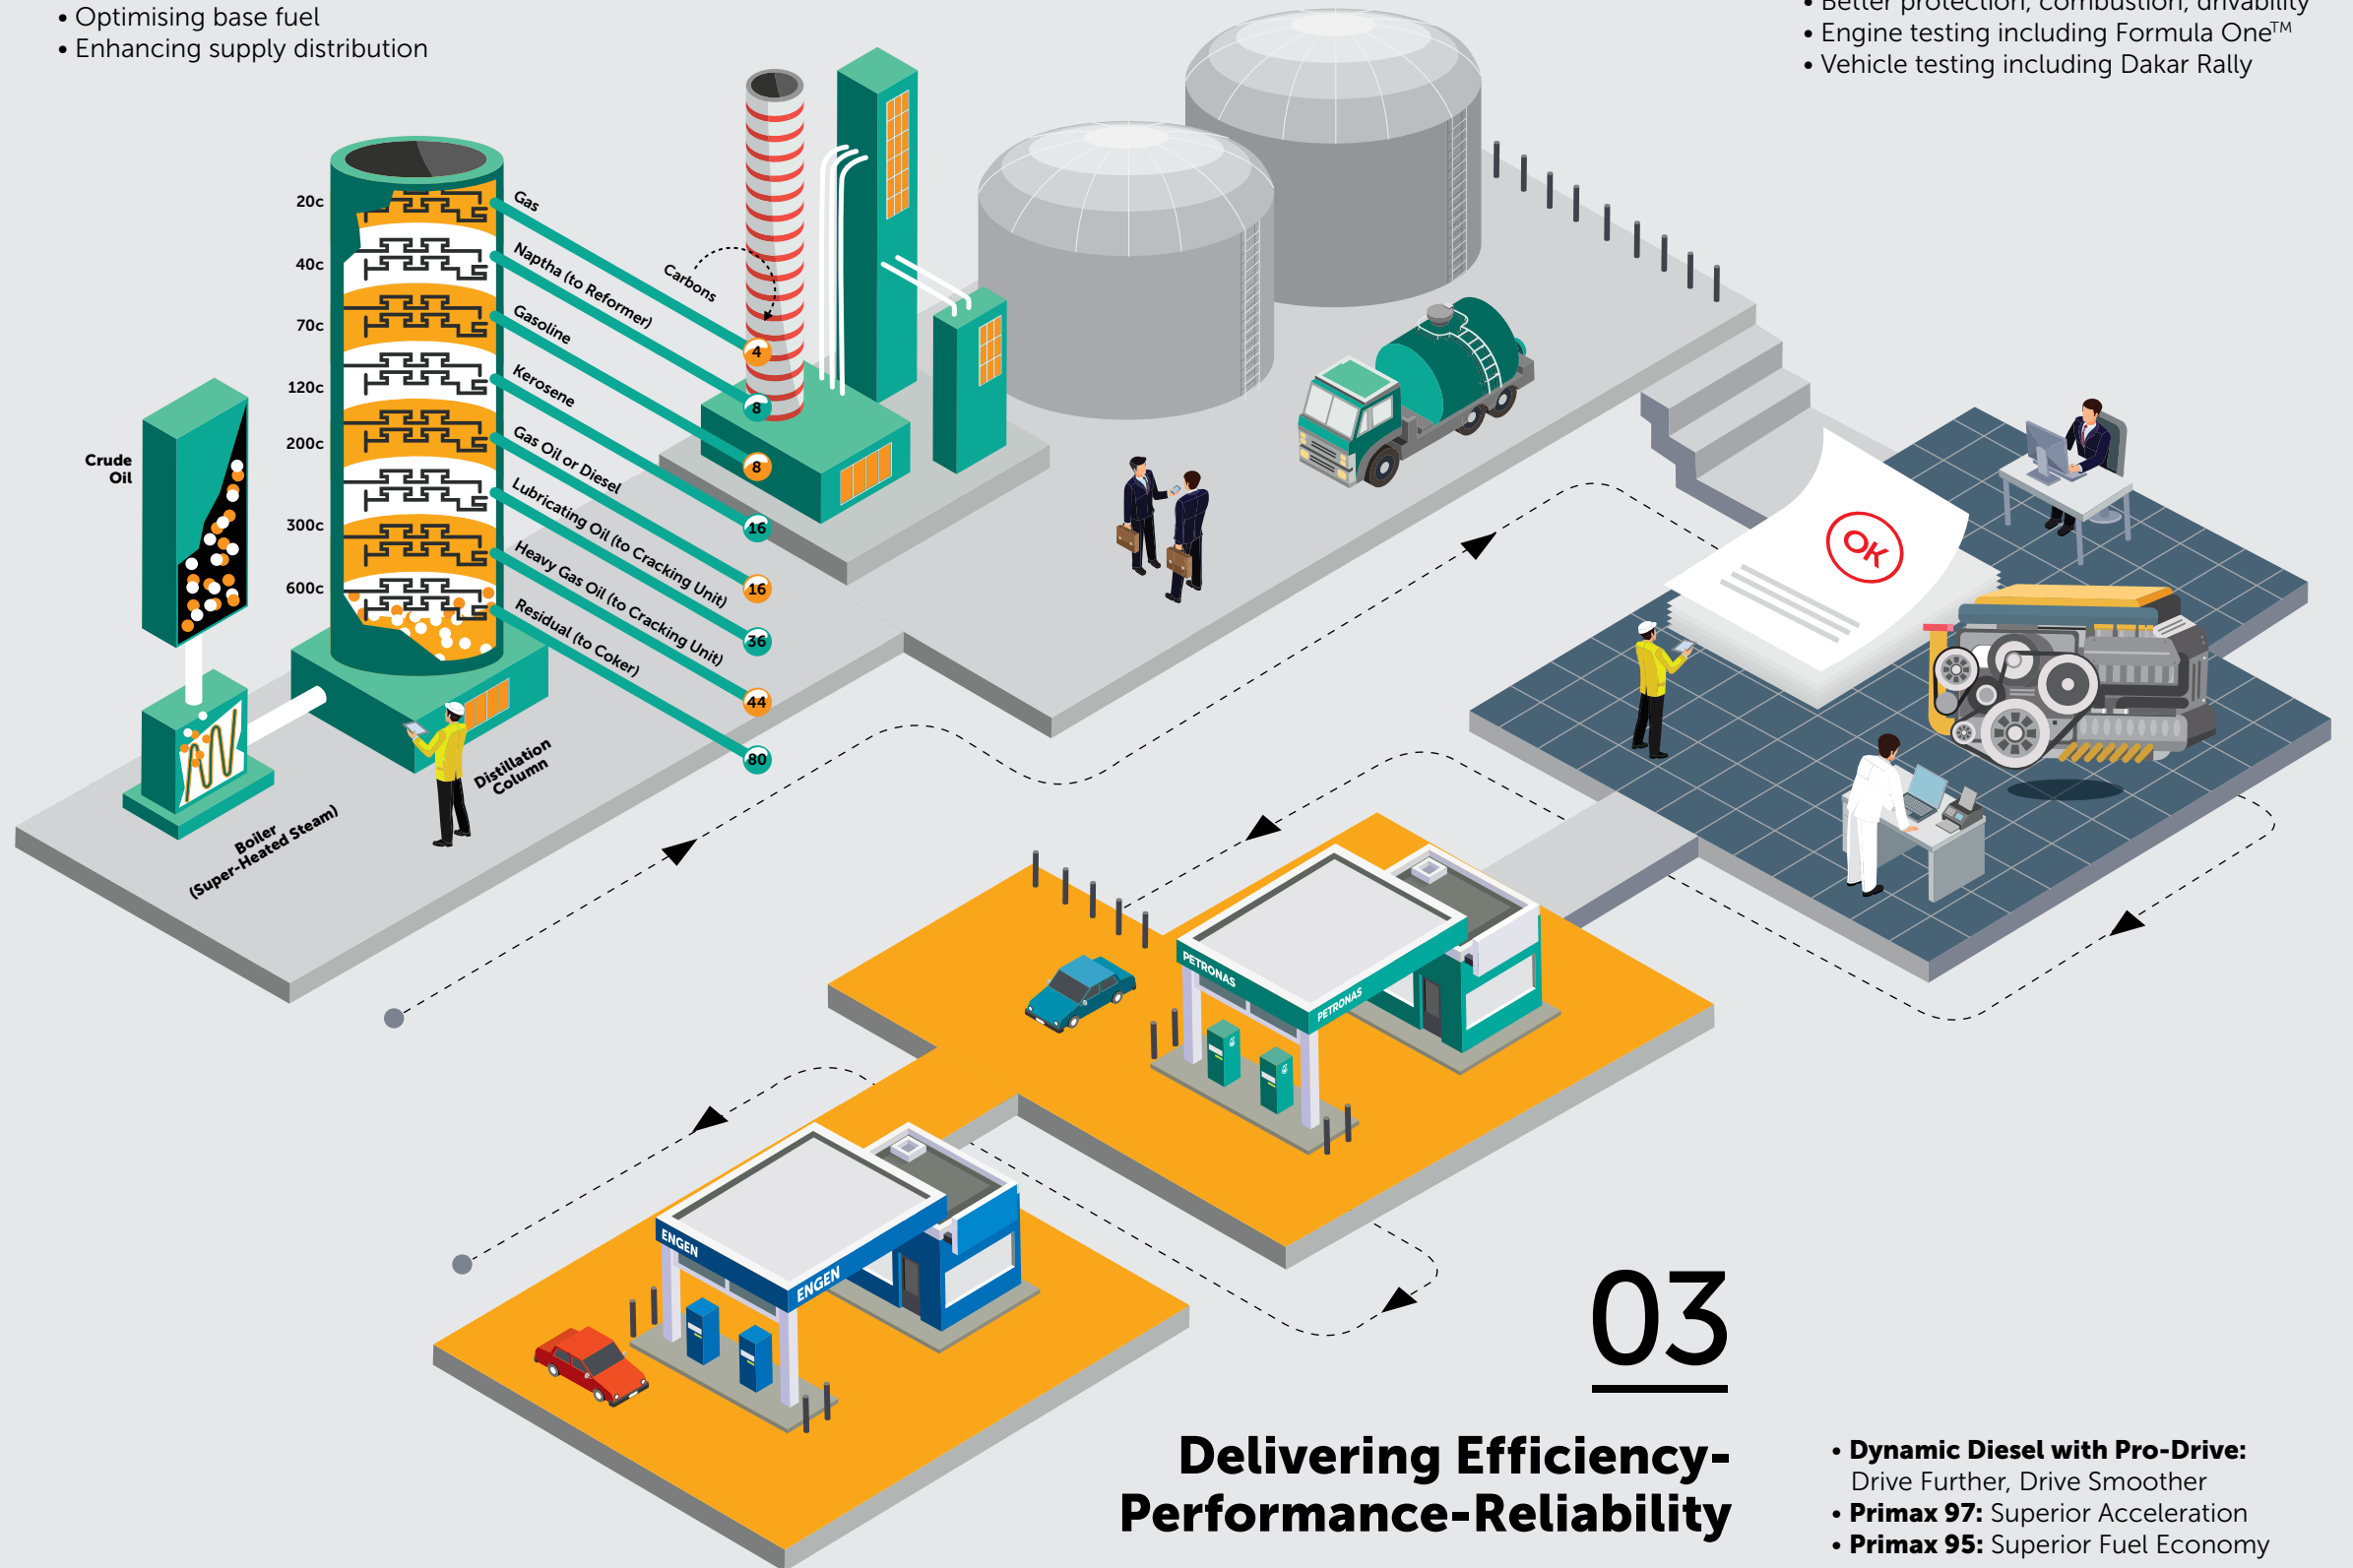 • Optimising base fuel
• Enhancing supply distribution
• Better protection, combustion, drivability
• Engine testing including Formula One™
• Vehicle testing including Dakar Rally
20c
40c
70c
120c
200c
300c
600c
Gas
Naptha (to Reformer)
Gasoline
Kerosene
Gas Oil or Diesel
Lubricating Oil (to Cracking Unit)
Heavy Gas Oil (to Cracking Unit)
Residual (to Coker)
Carbons
4
8
8
16
16
36
44
80
Crude
Oil
Boiler
(Super-Heated Steam)
Distillation
Column
OK
PETRONAS
PETRONAS
ENGEN
ENGEN
03
Delivering Efficiency-
Performance-Reliability
• Dynamic Diesel with Pro-Drive:
Drive Further, Drive Smoother
• Primax 97: Superior Acceleration
• Primax 95: Superior Fuel Economy